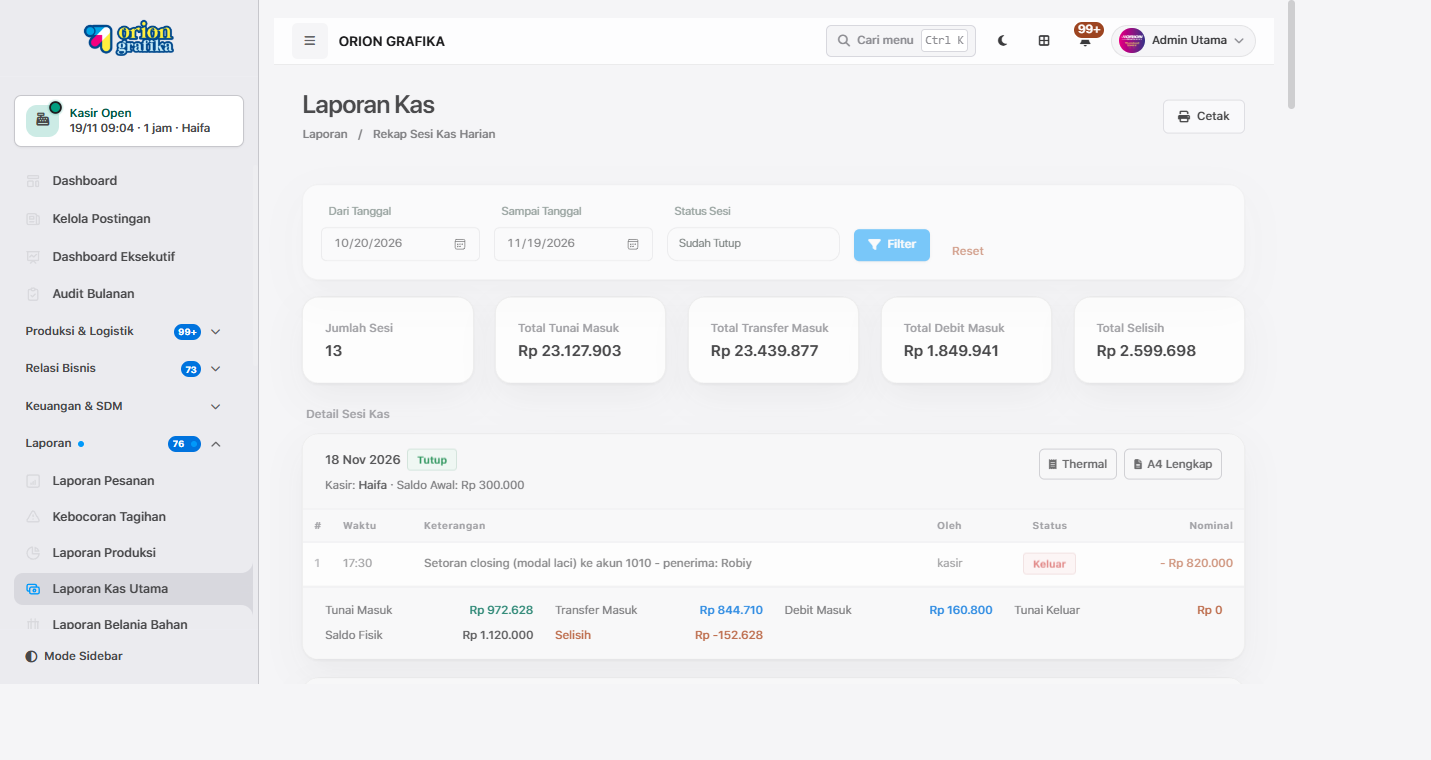 orion
grafika
ORION GRAFIKA
Cari menu
Ctrl K
99+
Admin Utama
Kasir Open
19/11 09:04 · 1 jam · Haifa
Dashboard
Kelola Postingan
Dashboard Eksekutif
Audit Bulanan
Produksi & Logistik 99+
Relasi Bisnis 73
Keuangan & SDM
Laporan 76
Laporan Pesanan
Kebocoran Tagihan
Laporan Produksi
Laporan Kas Utama
Laporan Belanja Bahan
Mode Sidebar
Laporan Kas
Laporan / Rekap Sesi Kas Harian
Cetak
Dari Tanggal Sampai Tanggal Status Sesi
10/20/2026 11/19/2026 Sudah Tutup Filter Reset
Jumlah Sesi Total Tunai Masuk Total Transfer Masuk Total Debit Masuk Total Selisih
13 Rp 23.127.903 Rp 23.439.877 Rp 1.849.941 Rp 2.599.698
Detail Sesi Kas
18 Nov 2026 Tutup
Kasir: Haifa · Saldo Awal: Rp 300.000
Thermal A4 Lengkap
# Waktu Keterangan Oleh Status Nominal
1 17:30 Setoran closing (modal laci) ke akun 1010 – penerima: Robiy kasir Keluar - Rp 820.000
Tunai Masuk Rp 972.628 Transfer Masuk Rp 844.710 Debit Masuk Rp 160.800 Tunai Keluar Rp 0
Saldo Fisik Rp 1.120.000 Selisih Rp -152.628